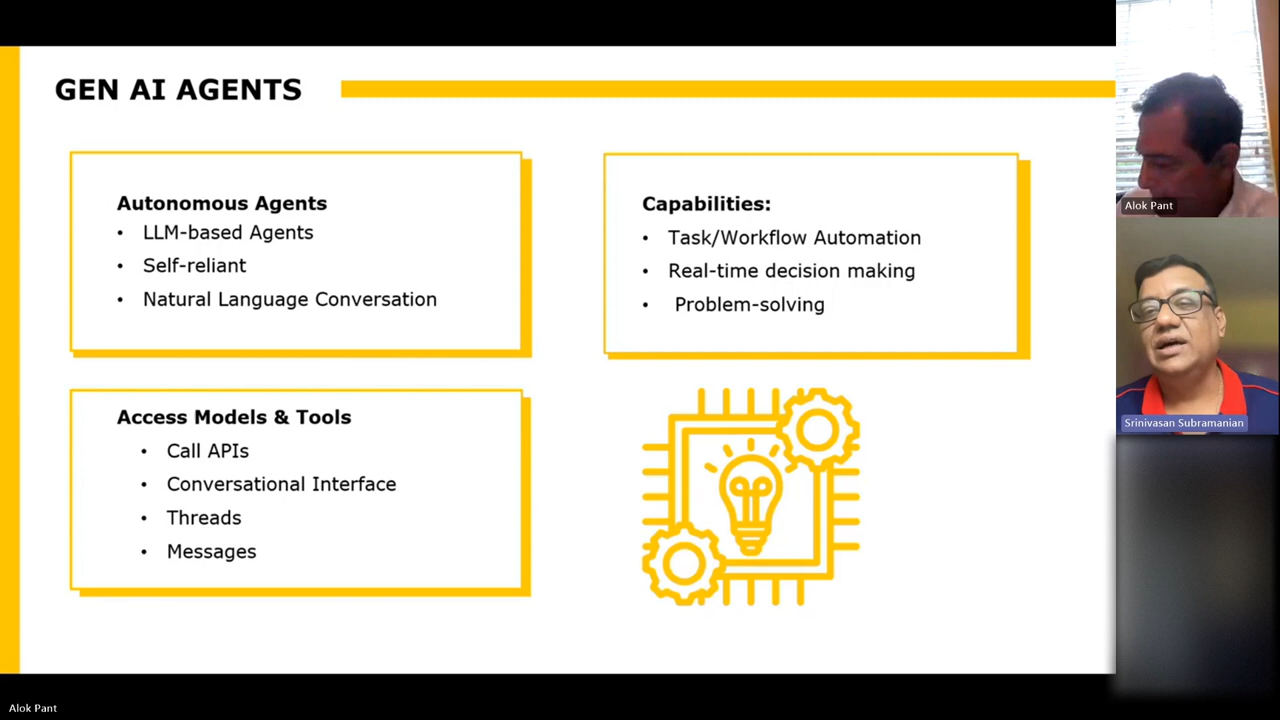 GEN AI AGENTS
Autonomous Agents
• LLM-based Agents
• Self-reliant
• Natural Language Conversation
Capabilities:
• Task/Workflow Automation
• Real-time decision making
• Problem-solving
Access Models & Tools
• Call APIs
• Conversational Interface
• Threads
• Messages
Alok Pant
Srinivasan Subramanian
Alok Pant